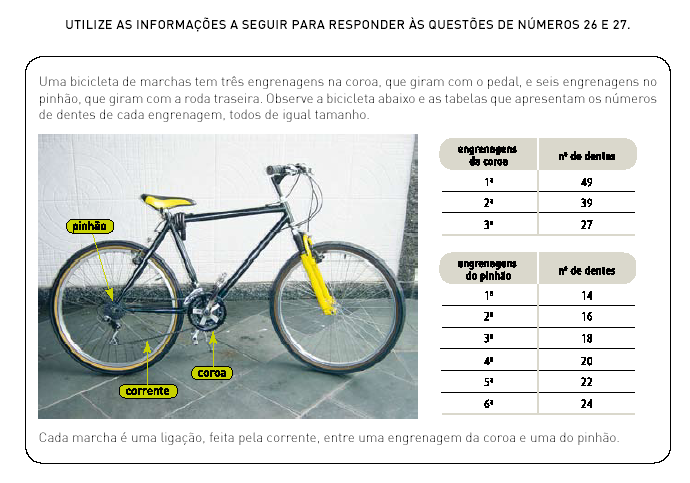 UTILIZE AS INFORMAÇÕES A SEGUIR PARA RESPONDER ÀS QUESTÕES DE NÚMEROS 26 E 27.
Uma bicicleta de marchas tem três engrenagens na coroa, que giram com o pedal, e seis engrenagens no
pinhão, que giram com a roda traseira. Observe a bicicleta abaixo e as tabelas que apresentam os números
de dentes de cada engrenagem, todos de igual tamanho.
engrenagens
da coroa
nº de dentes
1ª 49
2ª 39
3ª 27
pinhão
engrenagens
do pinhão
nº de dentes
1ª 14
2ª 16
3ª 18
4ª 20
5ª 22
6ª 24
coroa
corrente
Cada marcha é uma ligação, feita pela corrente, entre uma engrenagem da coroa e uma do pinhão.